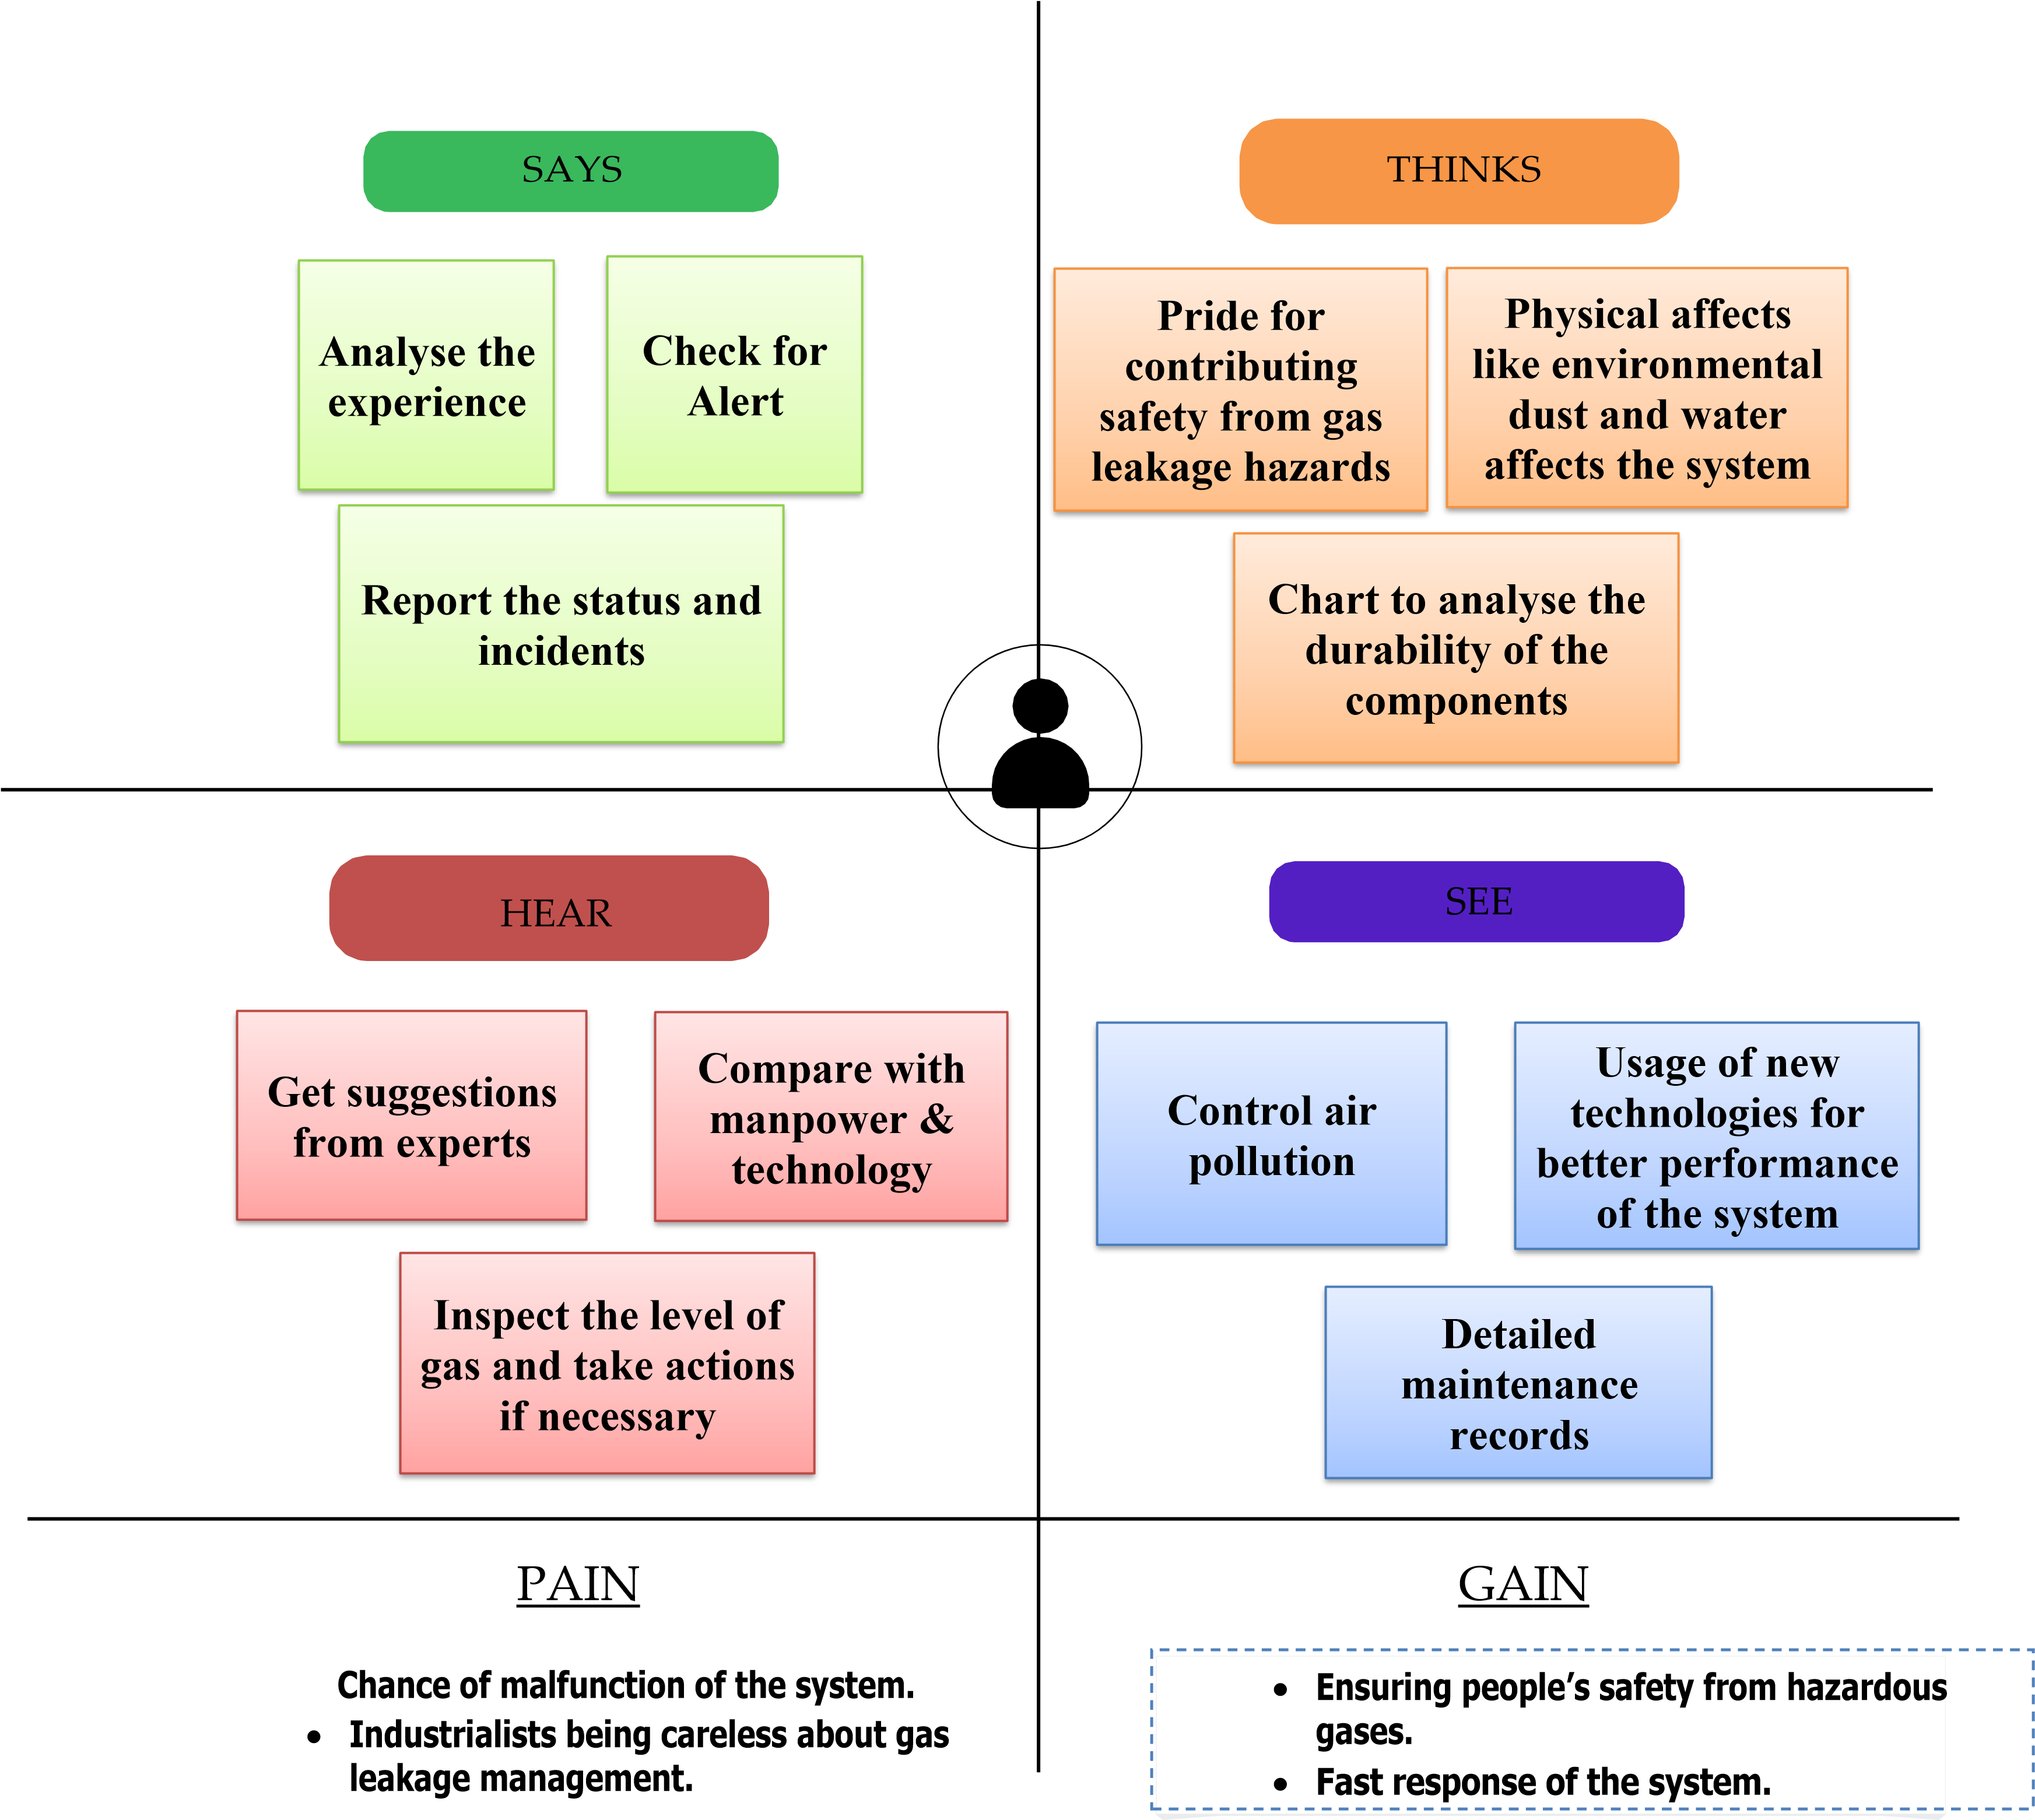 SAYS
Analyse the
experience
Check for
Alert
Report the status and
incidents
THINKS
Pride for
contributing
safety from gas
leakage hazards
Physical affects
like environmental
dust and water
affects the system
Chart to analyse the
durability of the
components
HEAR
Get suggestions
from experts
Compare with
manpower &
technology
Inspect the level of
gas and take actions
if necessary
SEE
Control air
pollution
Usage of new
technologies for
better performance
of the system
Detailed
maintenance
records
PAIN
Chance of malfunction of the system.
• Industrialists being careless about gas
leakage management.
GAIN
• Ensuring people’s safety from hazardous
gases.
• Fast response of the system.